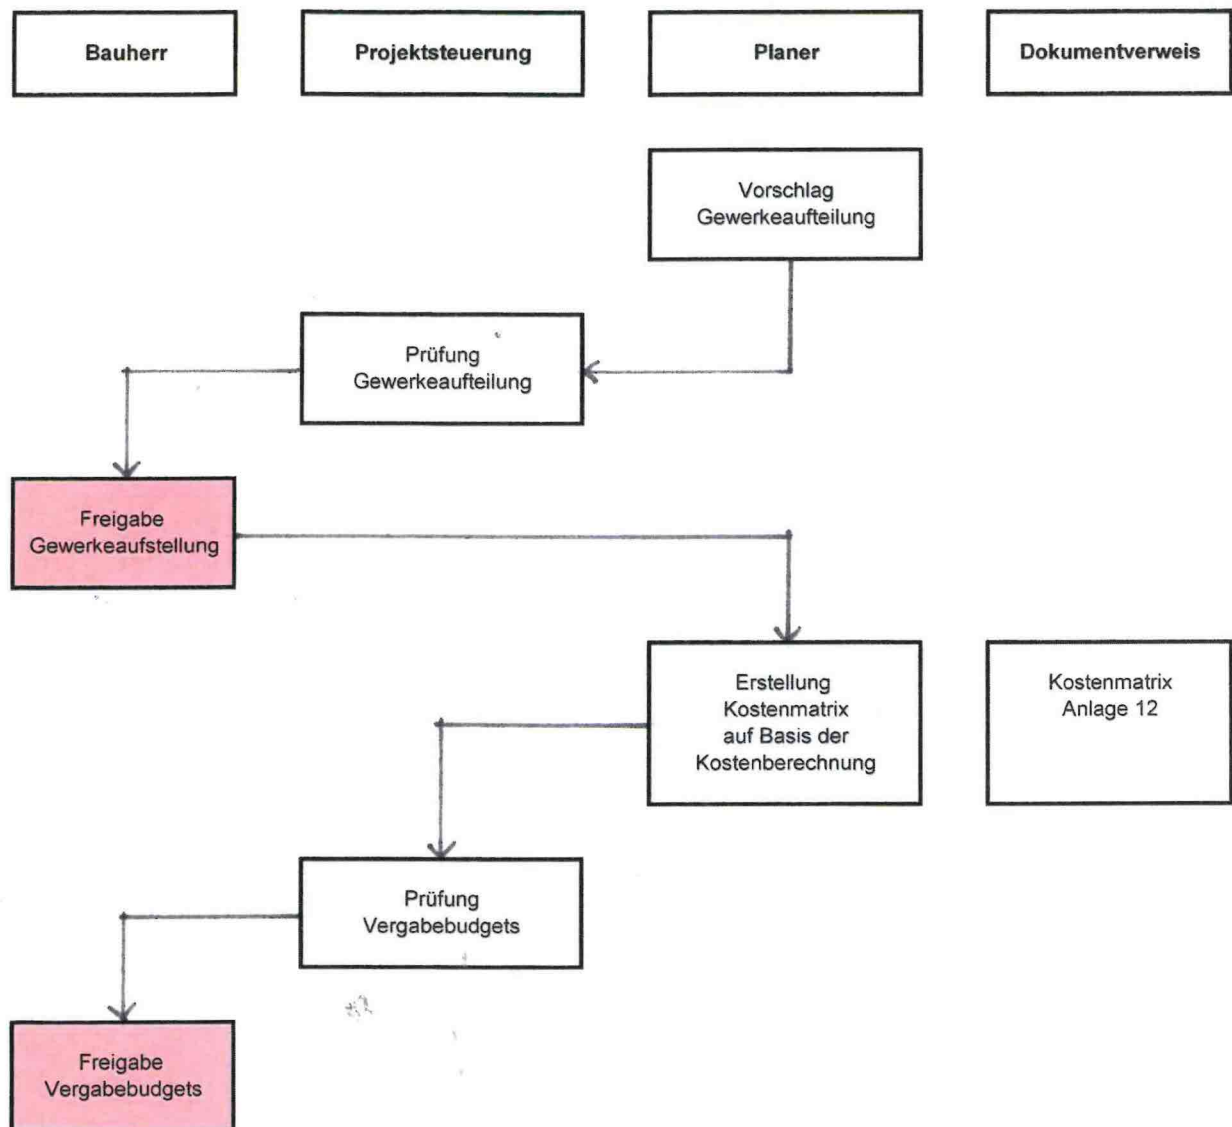 Bauherr
Projektsteuerung
Planer
Dokumentverweis
Vorschlag
Gewerkeaufteilung
Prüfung
Gewerkeaufteilung
Freigabe
Gewerkeaufstellung
Erstellung
Kostenmatrix
auf Basis der
Kostenberechnung
Kostenmatrix
Anlage 12
Prüfung
Vergabebudgets
Freigabe
Vergabebudgets